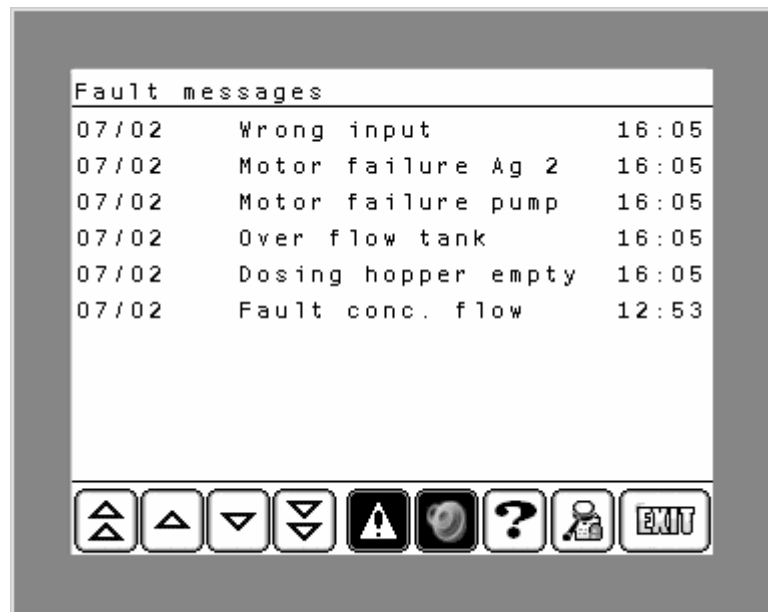 Fault messages
07/02 Wrong input 16:05
07/02 Motor failure Ag 2 16:05
07/02 Motor failure pump 16:05
07/02 Over flow tank 16:05
07/02 Dosing hopper empty 16:05
07/02 Fault conc. flow 12:53
? EXIT